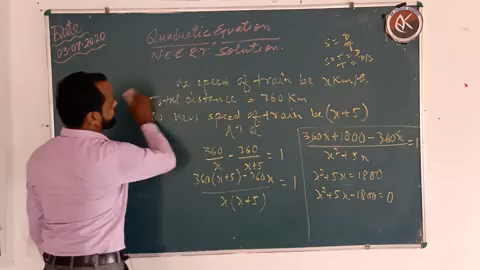 Date
03-07-2020
Quadratic Equation
NCERT Solution.
S = D/T
speed of train be x Km/h.
Total distance = 360 Km
new speed of train be (x+5)
A T Q
360/x - 360/x+5 = 1
360(x+5) - 360x / x(x+5) = 1
360x + 1800 - 360x / x² + 5x = 1
x² + 5x = 1800
x² + 5x - 1800 = 0